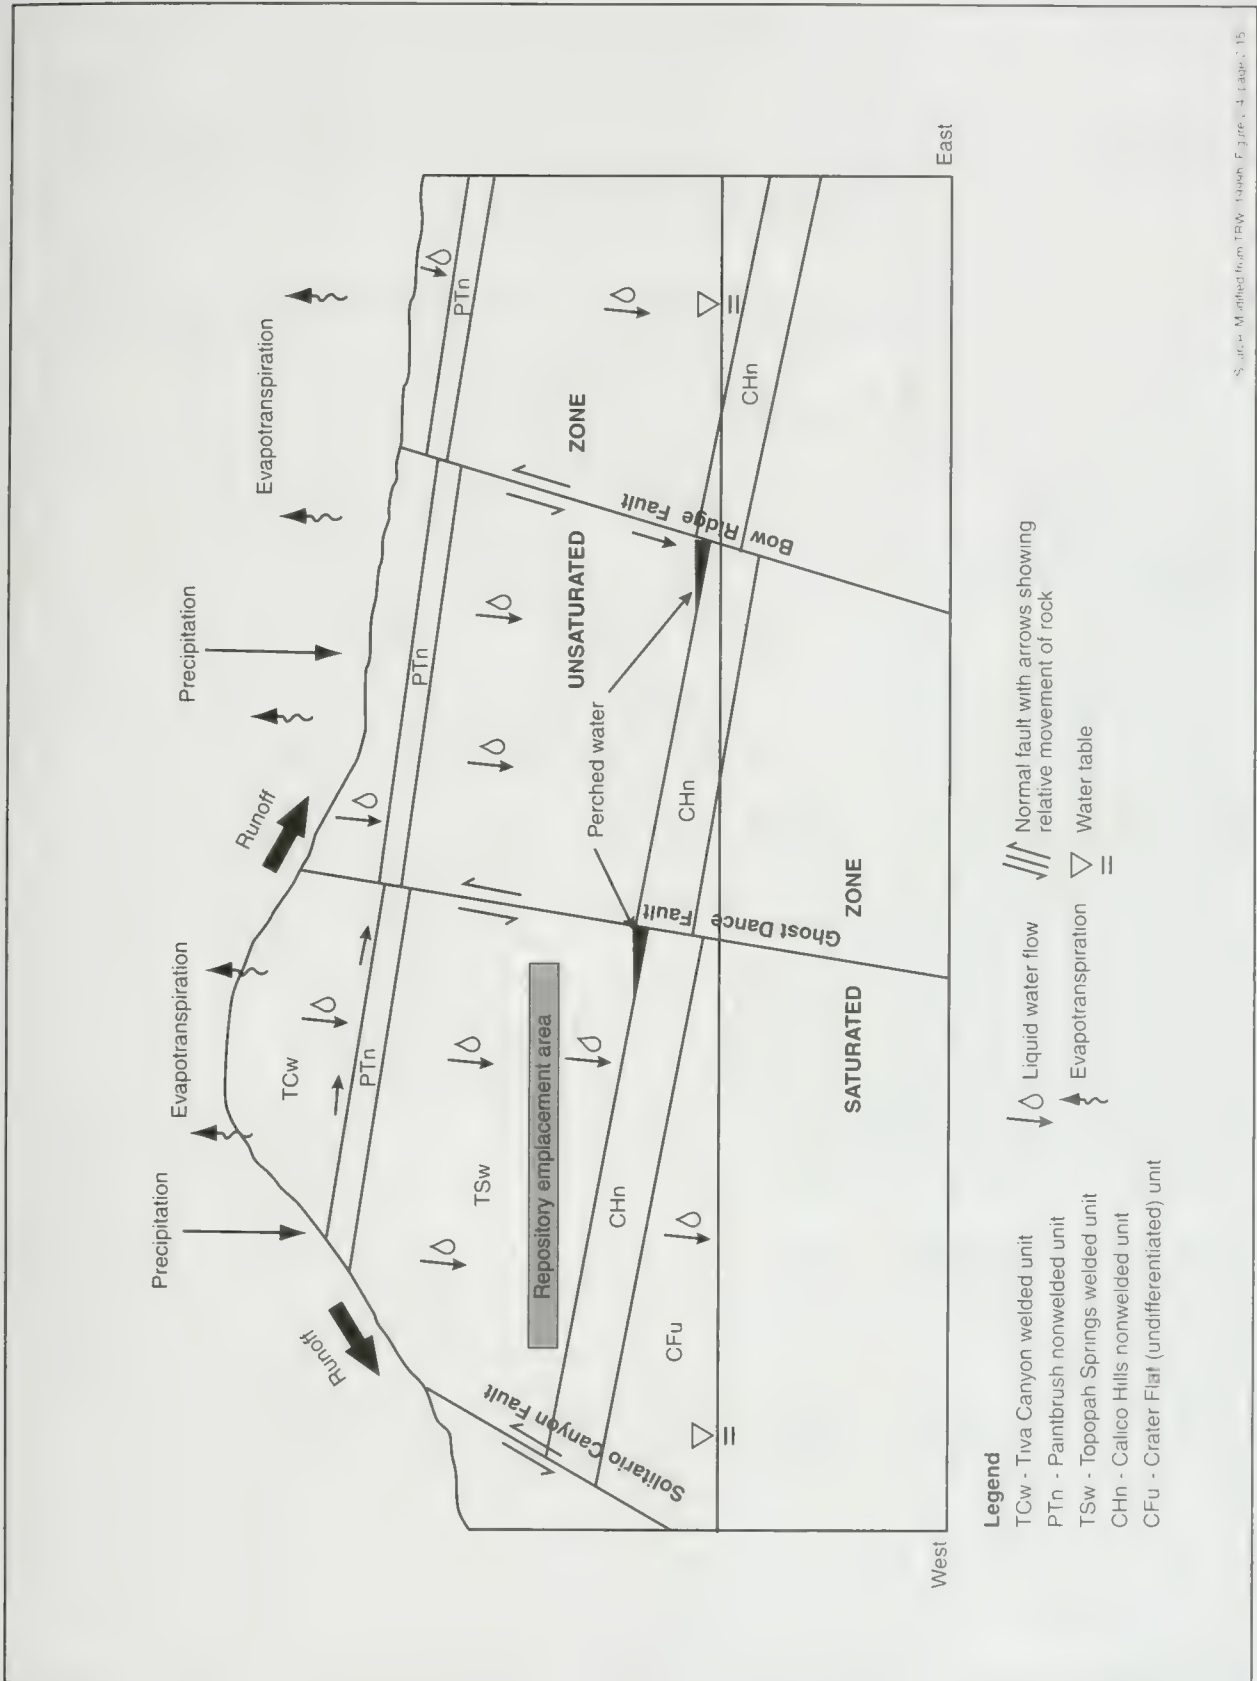 Precipitation
Evapotranspiration
Precipitation
Evapotranspiration
Runoff
Runoff
TCw
PTn
PTn
PTn
TSw
Repository emplacement area
UNSATURATED
ZONE
Perched water
CHn
CHn
CHn
CFu
Solitario Canyon Fault
Ghost Dance Fault
Bow Ridge Fault
SATURATED
ZONE
West
East
Legend
TCw - Tiva Canyon welded unit
PTn - Paintbrush nonwelded unit
TSw - Topopah Springs welded unit
CHn - Calico Hills nonwelded unit
CFu - Crater Flat (undifferentiated) unit
Liquid water flow
Evapotranspiration
Normal fault with arrows showing
relative movement of rock
Water table
Modified from TRW